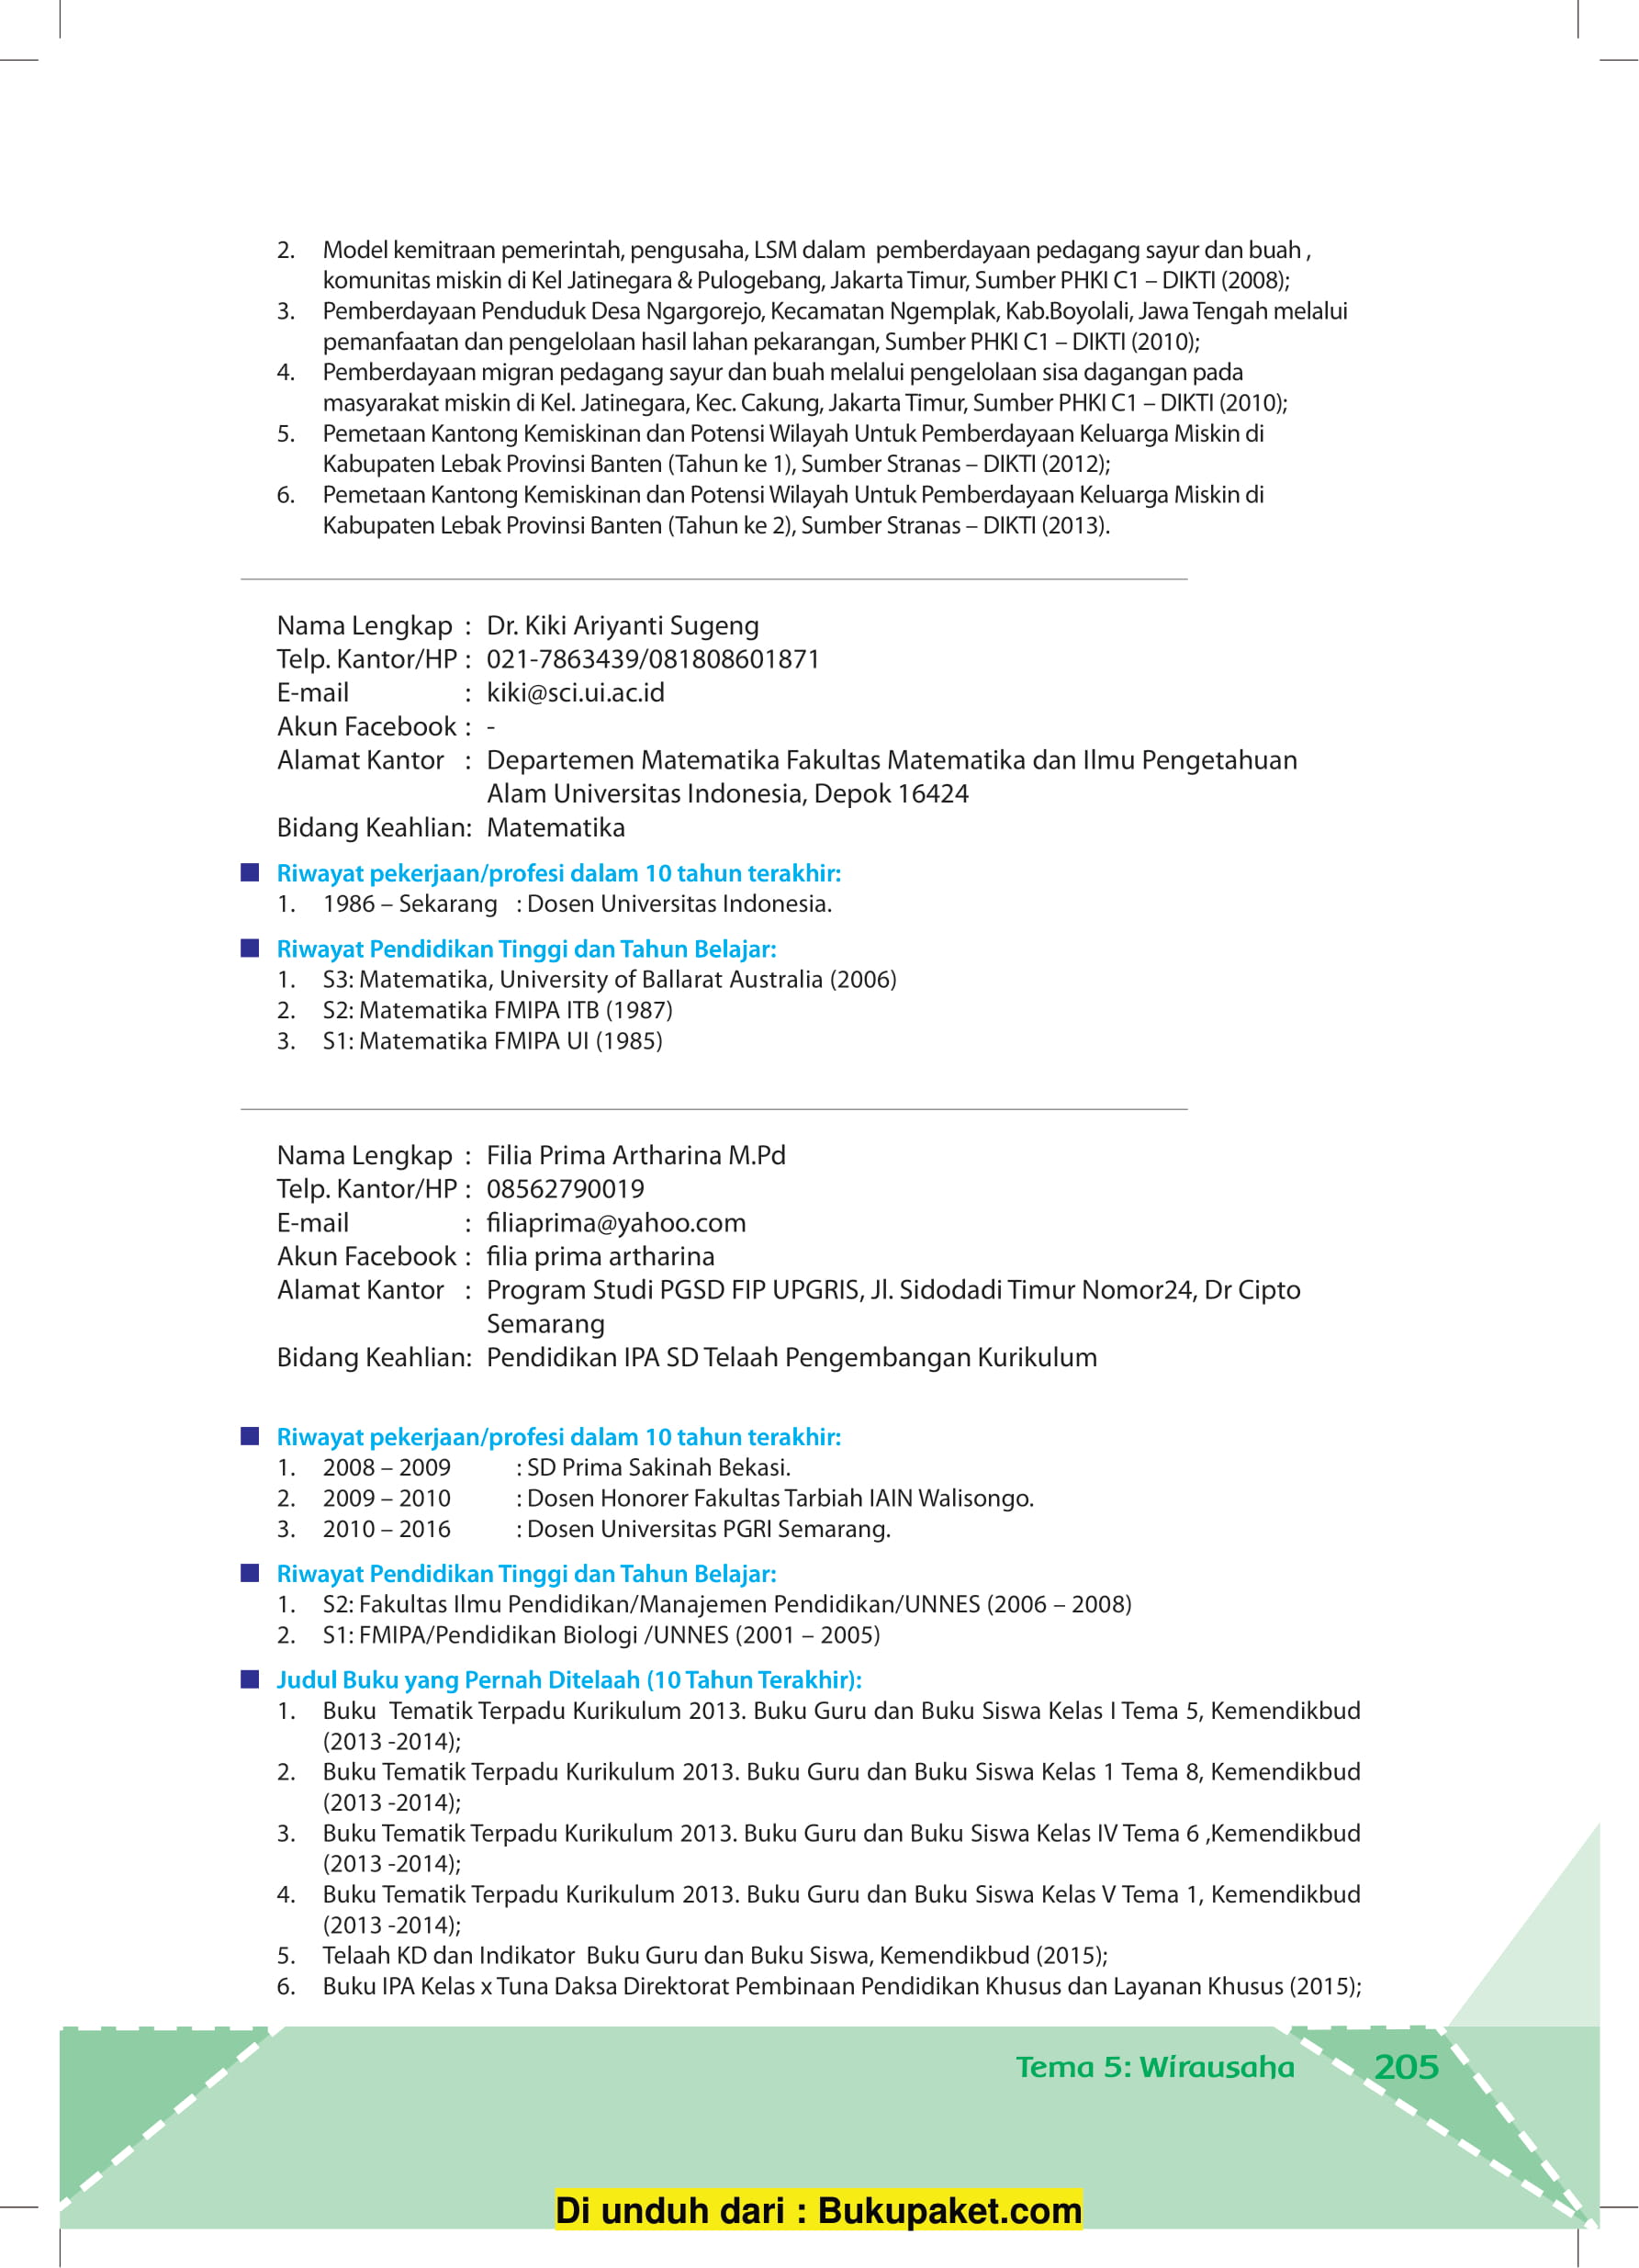 2. Model kemitraan pemerintah, pengusaha, LSM dalam pemberdayaan pedagang sayur dan buah ,
komunitas miskin di Kel Jatinegara & Pulogebang, Jakarta Timur, Sumber PHKI C1 – DIKTI (2008);
3. Pemberdayaan Penduduk Desa Ngargorejo, Kecamatan Ngemplak, Kab.Boyolali, Jawa Tengah melalui
pemanfaatan dan pengelolaan hasil lahan pekarangan, Sumber PHKI C1 – DIKTI (2010);
4. Pemberdayaan migran pedagang sayur dan buah melalui pengelolaan sisa dagangan pada
masyarakat miskin di Kel. Jatinegara, Kec. Cakung, Jakarta Timur, Sumber PHKI C1 – DIKTI (2010);
5. Pemetaan Kantong Kemiskinan dan Potensi Wilayah Untuk Pemberdayaan Keluarga Miskin di
Kabupaten Lebak Provinsi Banten (Tahun ke 1), Sumber Stranas – DIKTI (2012);
6. Pemetaan Kantong Kemiskinan dan Potensi Wilayah Untuk Pemberdayaan Keluarga Miskin di
Kabupaten Lebak Provinsi Banten (Tahun ke 2), Sumber Stranas – DIKTI (2013).
Nama Lengkap : Dr. Kiki Ariyanti Sugeng
Telp. Kantor/HP : 021-7863439/081808601871
E-mail : kiki@sci.ui.ac.id
Akun Facebook : -
Alamat Kantor : Departemen Matematika Fakultas Matematika dan Ilmu Pengetahuan
Alam Universitas Indonesia, Depok 16424
Bidang Keahlian: Matematika
Riwayat pekerjaan/profesi dalam 10 tahun terakhir:
1. 1986 – Sekarang : Dosen Universitas Indonesia.
Riwayat Pendidikan Tinggi dan Tahun Belajar:
1. S3: Matematika, University of Ballarat Australia (2006)
2. S2: Matematika FMIPA ITB (1987)
3. S1: Matematika FMIPA UI (1985)
Nama Lengkap : Filia Prima Artharina M.Pd
Telp. Kantor/HP : 08562790019
E-mail : filiaprima@yahoo.com
Akun Facebook : filia prima artharina
Alamat Kantor : Program Studi PGSD FIP UPGRIS, Jl. Sidodadi Timur Nomor24, Dr Cipto
Semarang
Bidang Keahlian: Pendidikan IPA SD Telaah Pengembangan Kurikulum
Riwayat pekerjaan/profesi dalam 10 tahun terakhir:
1. 2008 – 2009 : SD Prima Sakinah Bekasi.
2. 2009 – 2010 : Dosen Honorer Fakultas Tarbiah IAIN Walisongo.
3. 2010 – 2016 : Dosen Universitas PGRI Semarang.
Riwayat Pendidikan Tinggi dan Tahun Belajar:
1. S2: Fakultas Ilmu Pendidikan/Manajemen Pendidikan/UNNES (2006 – 2008)
2. S1: FMIPA/Pendidikan Biologi /UNNES (2001 – 2005)
Judul Buku yang Pernah Ditelaah (10 Tahun Terakhir):
1. Buku Tematik Terpadu Kurikulum 2013. Buku Guru dan Buku Siswa Kelas I Tema 5, Kemendikbud
(2013 -2014);
2. Buku Tematik Terpadu Kurikulum 2013. Buku Guru dan Buku Siswa Kelas 1 Tema 8, Kemendikbud
(2013 -2014);
3. Buku Tematik Terpadu Kurikulum 2013. Buku Guru dan Buku Siswa Kelas IV Tema 6 ,Kemendikbud
(2013 -2014);
4. Buku Tematik Terpadu Kurikulum 2013. Buku Guru dan Buku Siswa Kelas V Tema 1, Kemendikbud
(2013 -2014);
5. Telaah KD dan Indikator Buku Guru dan Buku Siswa, Kemendikbud (2015);
6. Buku IPA Kelas x Tuna Daksa Direktorat Pembinaan Pendidikan Khusus dan Layanan Khusus (2015);
Tema 5: Wirausaha 205
Di unduh dari : Bukupaket.com